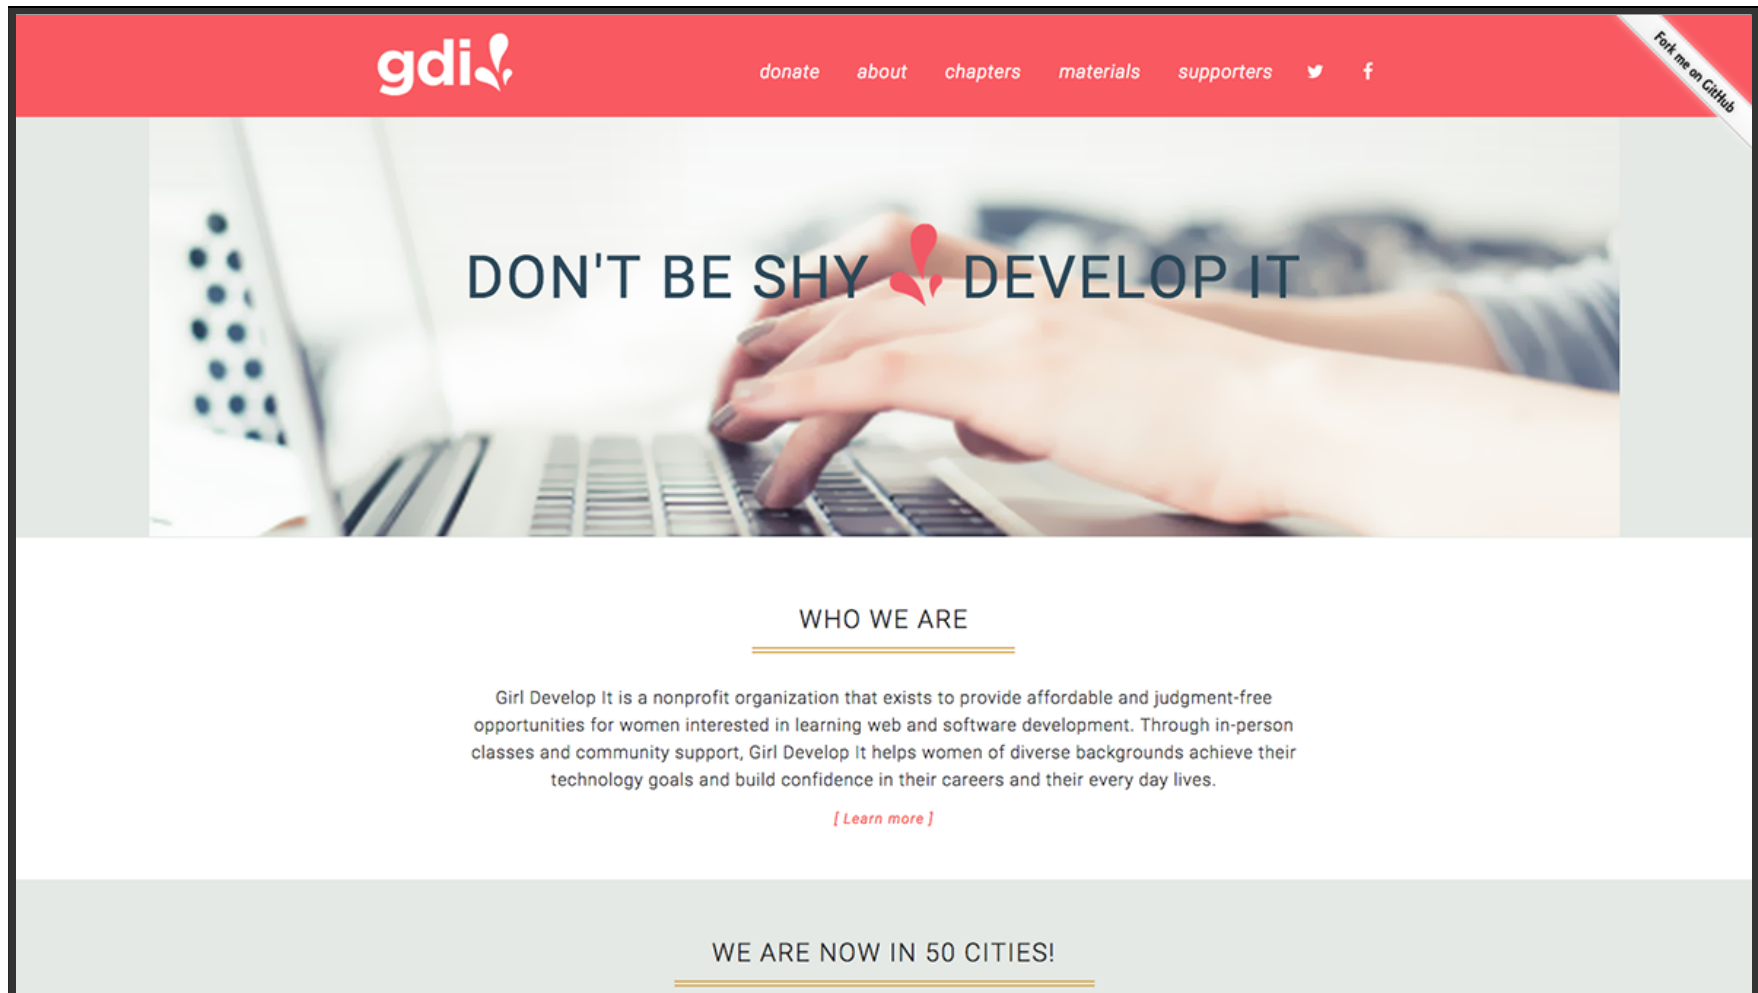 gdi
donate about chapters materials supporters
Fork me on GitHub
DON'T BE SHY DEVELOP IT
WHO WE ARE
Girl Develop It is a nonprofit organization that exists to provide affordable and judgment-free
opportunities for women interested in learning web and software development. Through in-person
classes and community support, Girl Develop It helps women of diverse backgrounds achieve their
technology goals and build confidence in their careers and their every day lives.
[ Learn more ]
WE ARE NOW IN 50 CITIES!